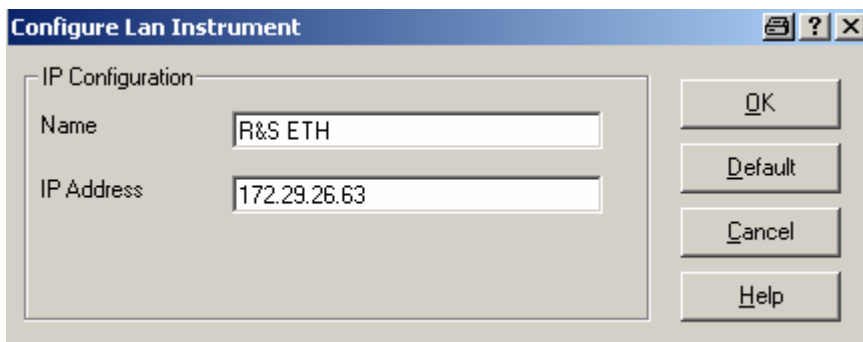 Configure Lan Instrument
IP Configuration
Name
R&S ETH
IP Address
172.29.26.63
OK
Default
Cancel
Help